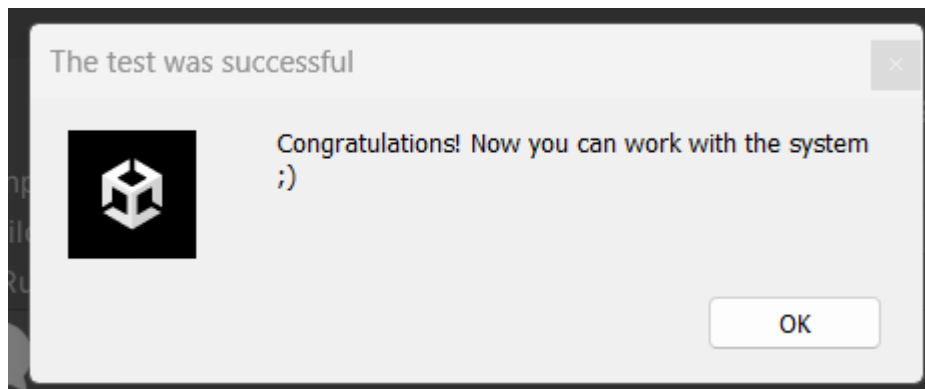 The test was successful
Congratulations! Now you can work with the system
;)
OK